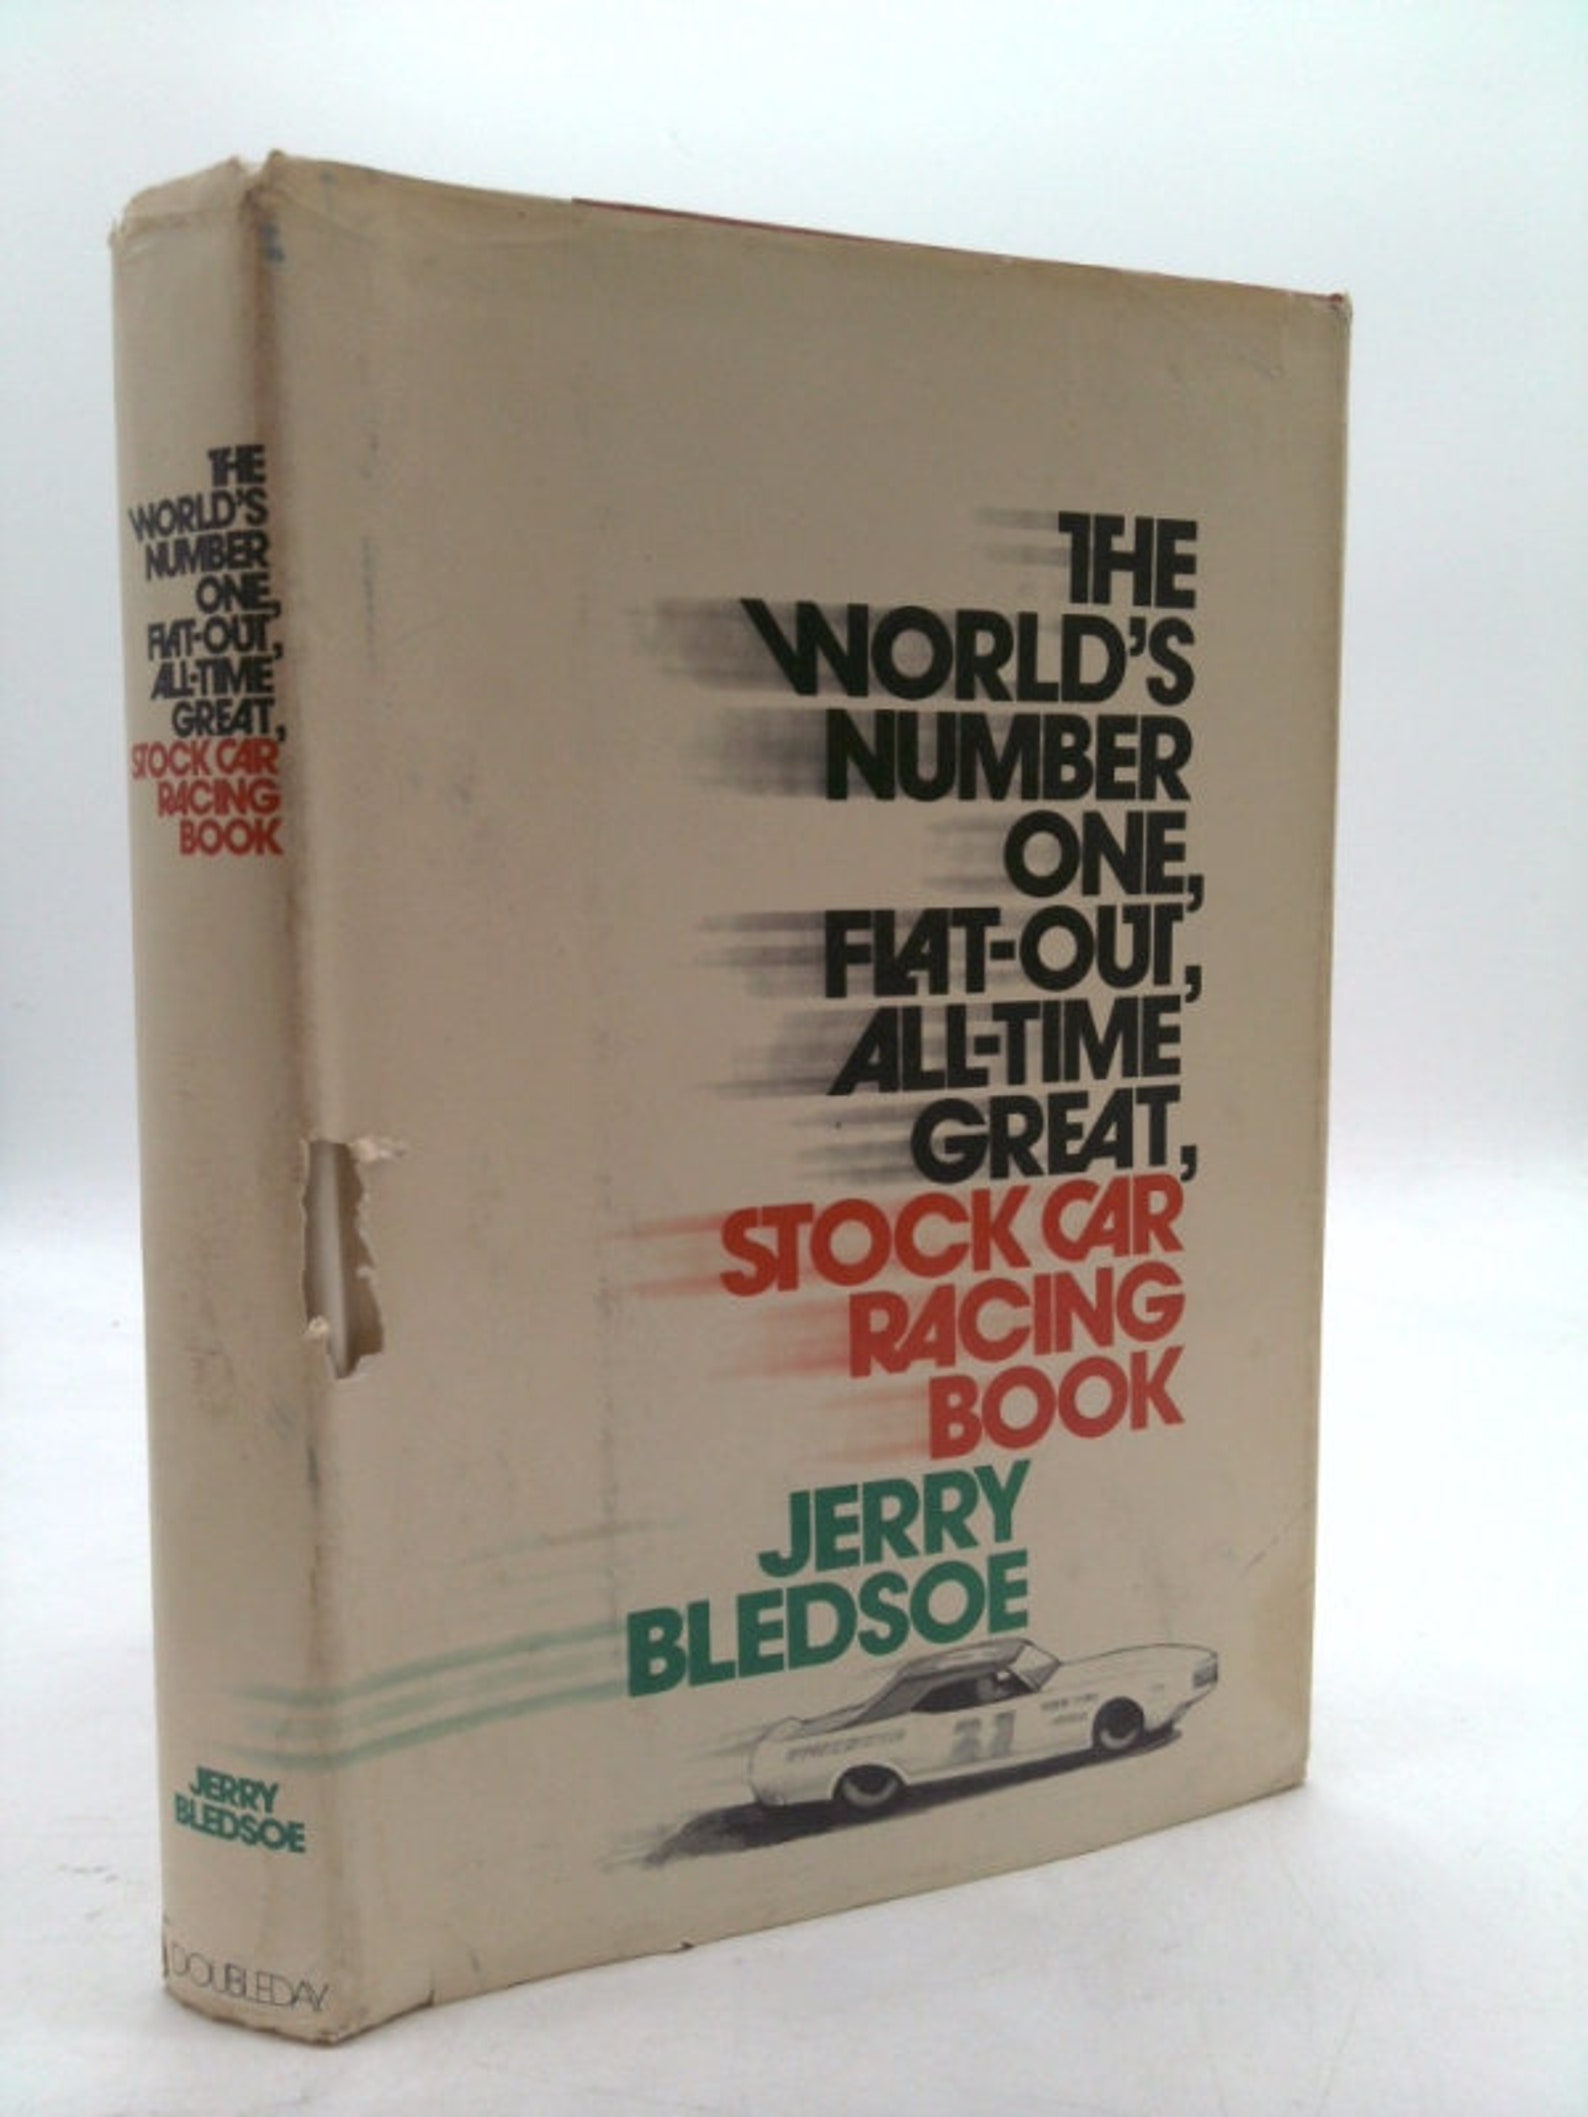 THE
WORLD'S
NUMBER
ONE,
FLAT-OUT,
ALL-TIME
GREAT,
STOCK CAR
RACING
BOOK
JERRY
BLEDSOE
DOUBLEDAY
THE
WORLD'S
NUMBER
ONE,
FLAT-OUT,
ALL-TIME
GREAT,
STOCK CAR
RACING
BOOK
JERRY
BLEDSOE
21